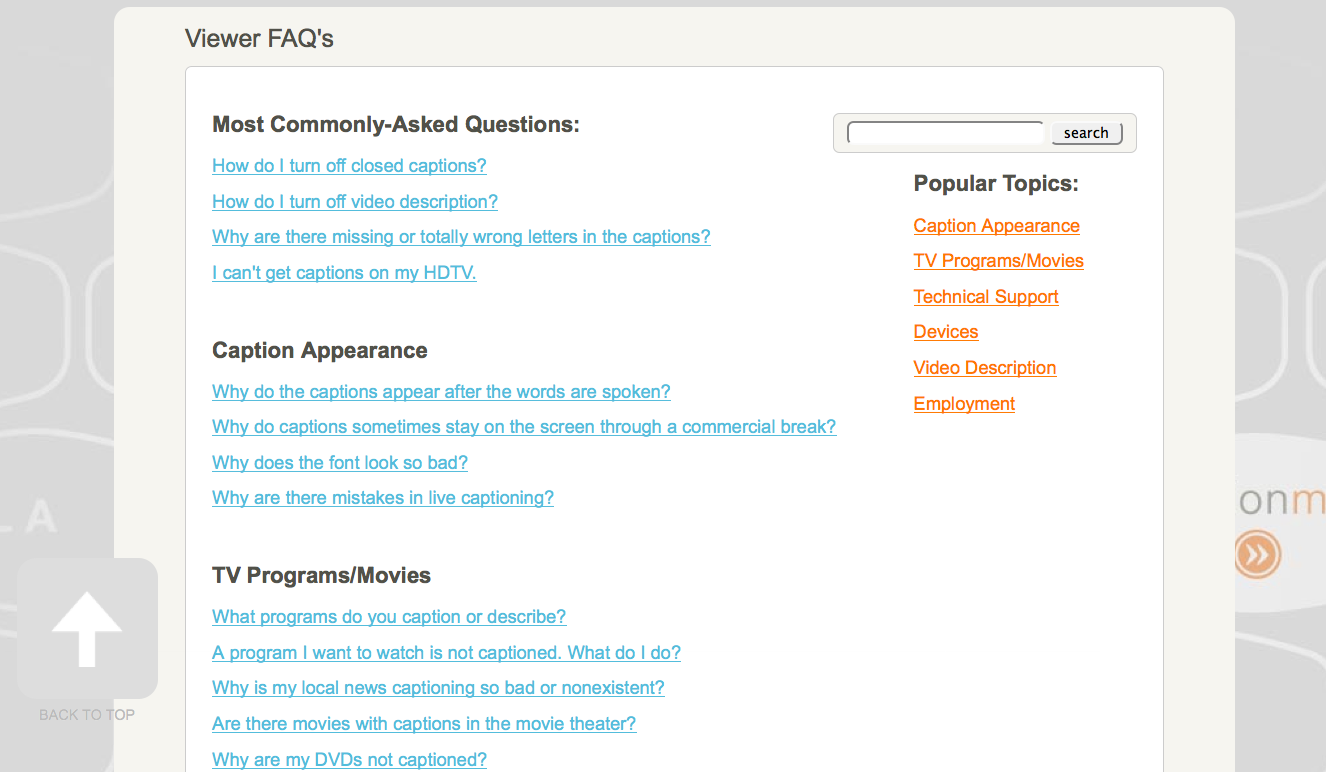 Viewer FAQ's
Most Commonly-Asked Questions:
How do I turn off closed captions?
How do I turn off video description?
Why are there missing or totally wrong letters in the captions?
I can't get captions on my HDTV.
Caption Appearance
Why do the captions appear after the words are spoken?
Why do captions sometimes stay on the screen through a commercial break?
Why does the font look so bad?
Why are there mistakes in live captioning?
TV Programs/Movies
What programs do you caption or describe?
A program I want to watch is not captioned. What do I do?
Why is my local news captioning so bad or nonexistent?
Are there movies with captions in the movie theater?
Why are my DVDs not captioned?
search
Popular Topics:
Caption Appearance
TV Programs/Movies
Technical Support
Devices
Video Description
Employment
BACK TO TOP